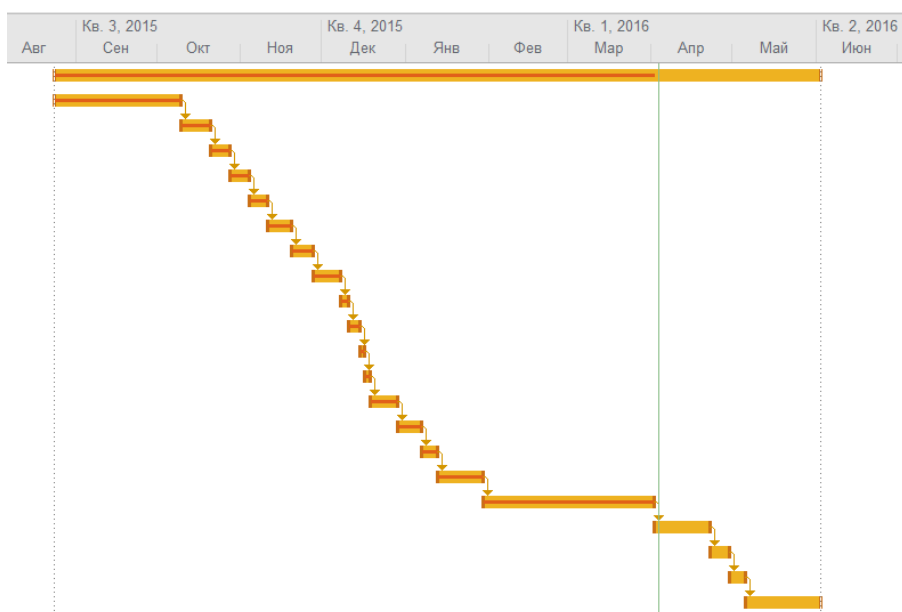 Кв. 3, 2015 Кв. 4, 2015 Кв. 1, 2016 Кв. 2, 2016
Авг Сен Окт Ноя Дек Янв Фев Мар Апр Май Июн